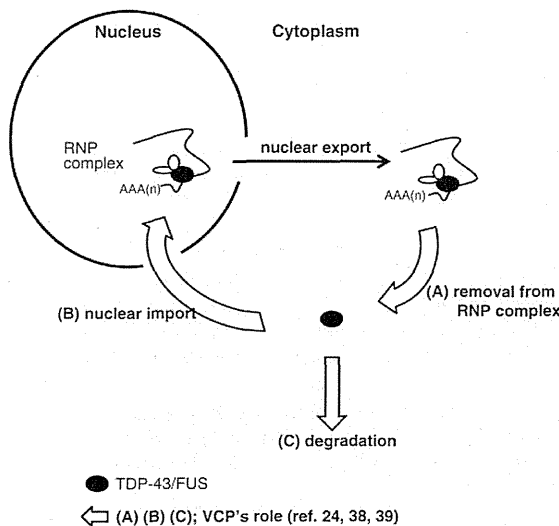 Nucleus
Cytoplasm
RNP
complex
AAA(n)
nuclear export
AAA(n)
(A) removal from
RNP complex
(B) nuclear import
(C) degradation
TDP-43/FUS
(A) (B) (C); VCP's role (ref. 24, 38, 39)